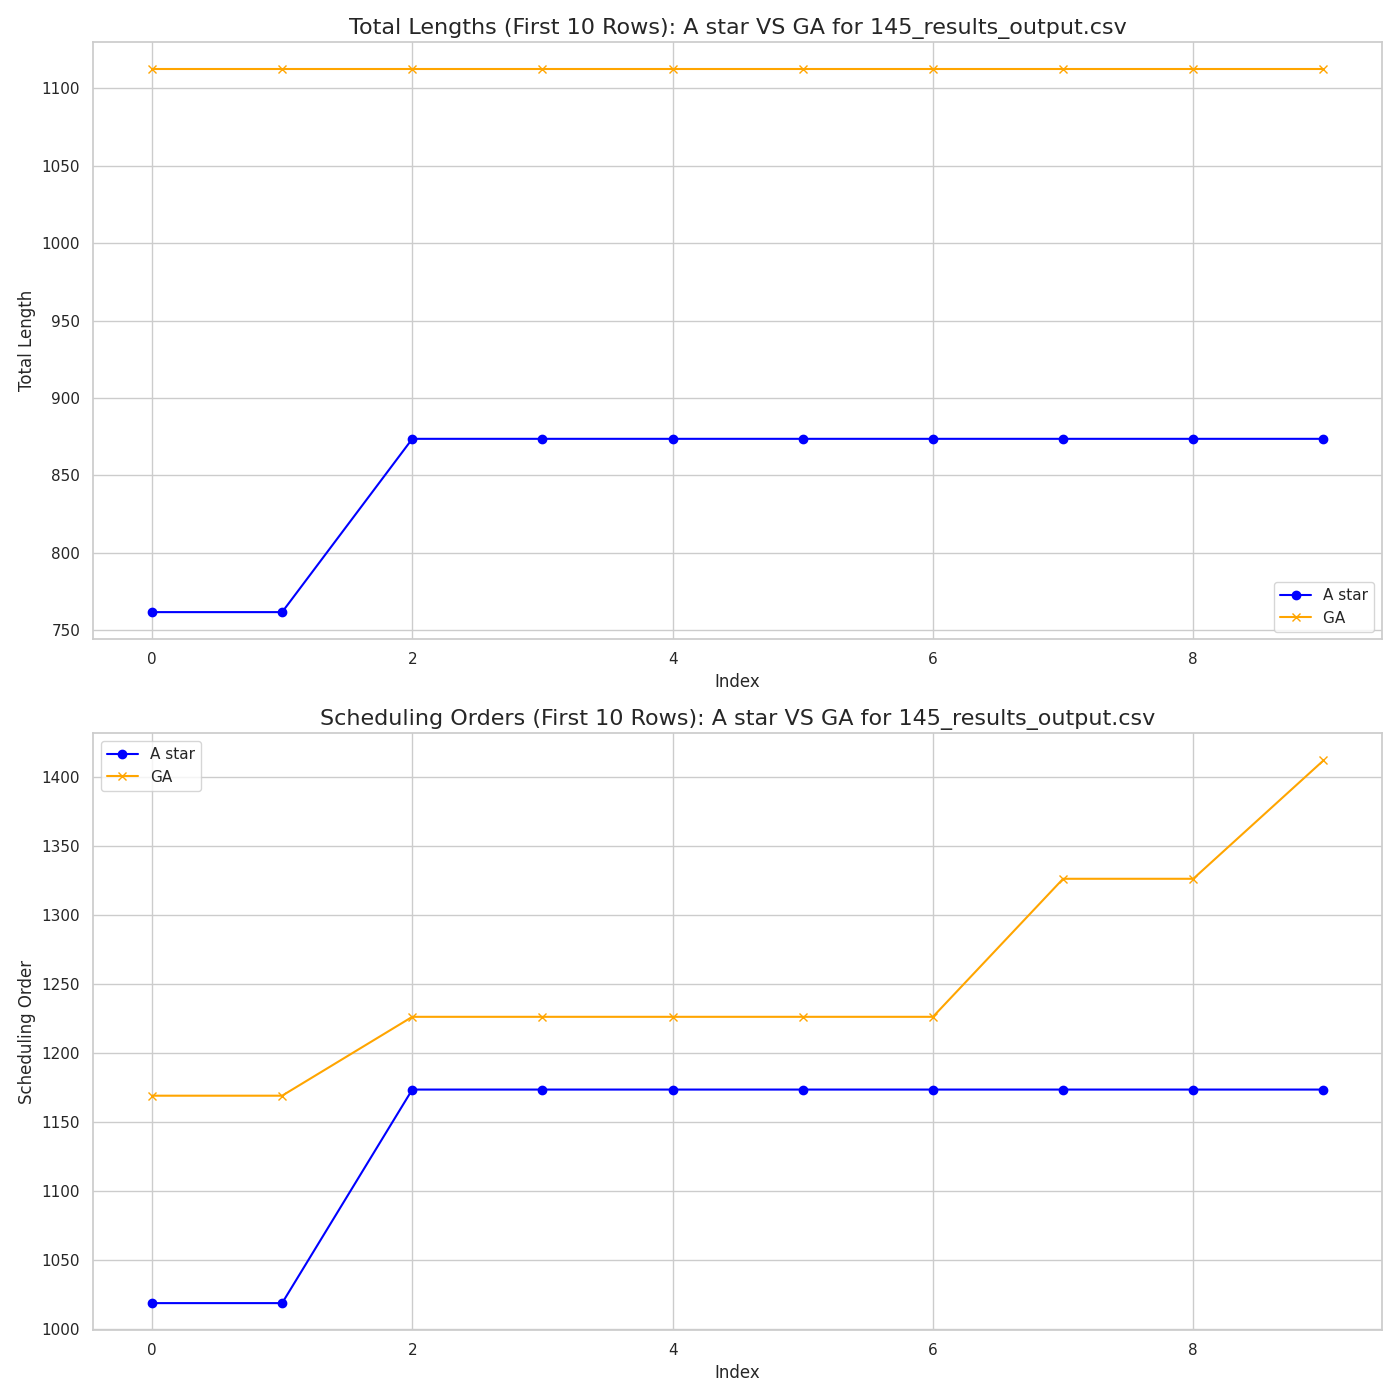 Total Lengths (First 10 Rows): A star VS GA for 145_results_output.csv
1100
1050
1000
950
900
850
800
750
Total Length
A star
GA
0 2 4 6 8
Index
Scheduling Orders (First 10 Rows): A star VS GA for 145_results_output.csv
A star
GA
1400
1350
1300
1250
1200
1150
1100
1050
1000
Scheduling Order
0 2 4 6 8
Index